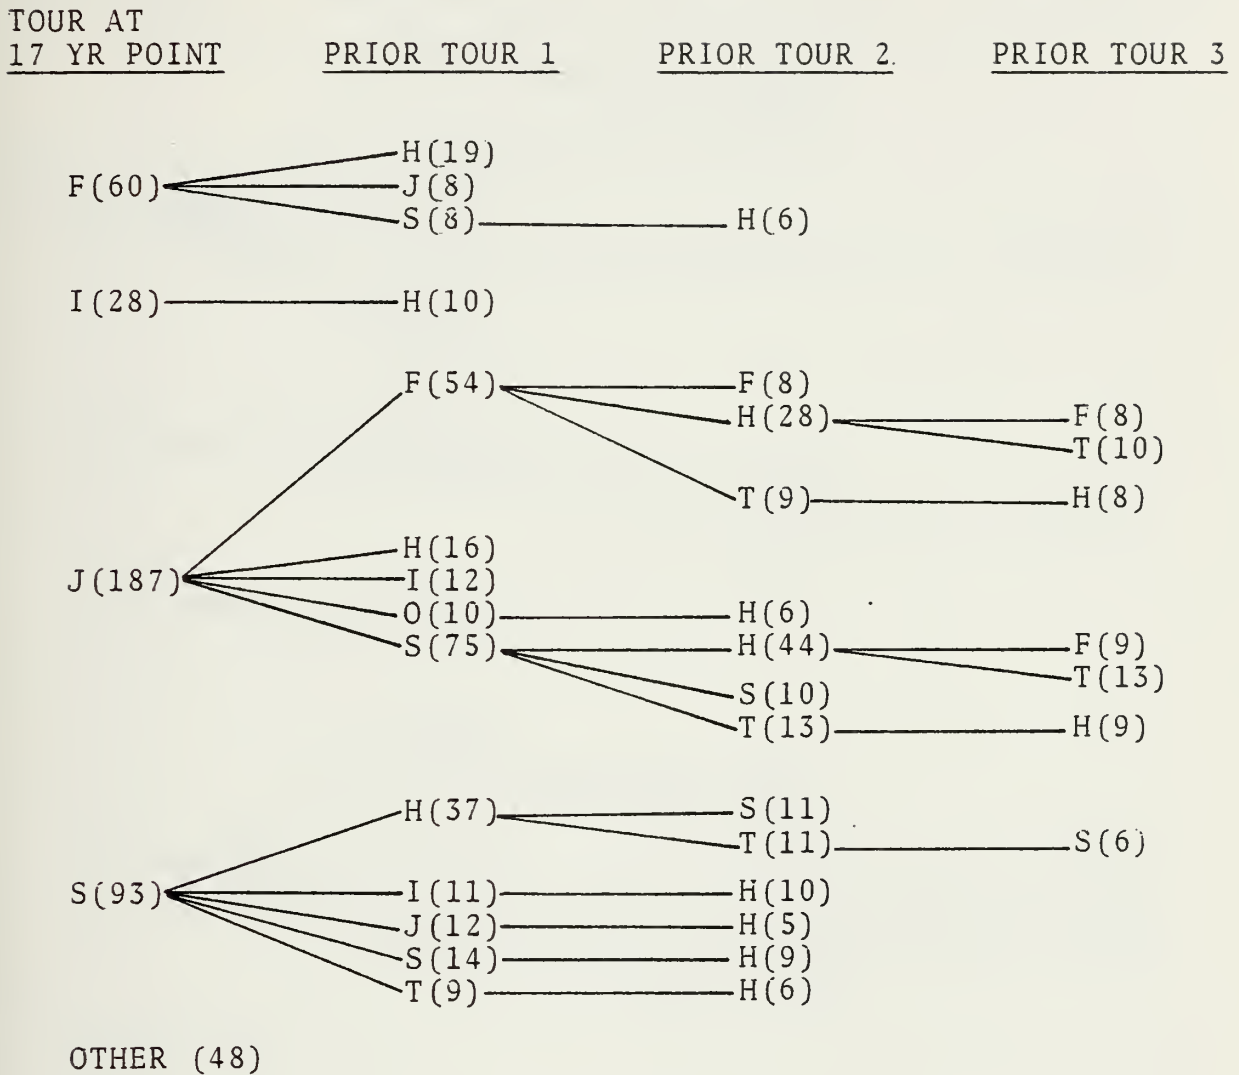 TOUR AT
17 YR POINT PRIOR TOUR 1 PRIOR TOUR 2. PRIOR TOUR 3
H(19)
F(60) J(8)
S(8) H(6)
I(28) H(10)
F(54) F(8)
H(28) F(8)
T(10)
T(9) H(8)
H(16)
J(187) I(12)
O(10) H(6)
S(75) H(44) F(9)
T(13)
S(10)
T(13) H(9)
H(37) S(11)
T(11) S(6)
S(93) I(11) H(10)
J(12) H(5)
S(14) H(9)
T(9) H(6)
OTHER (48)